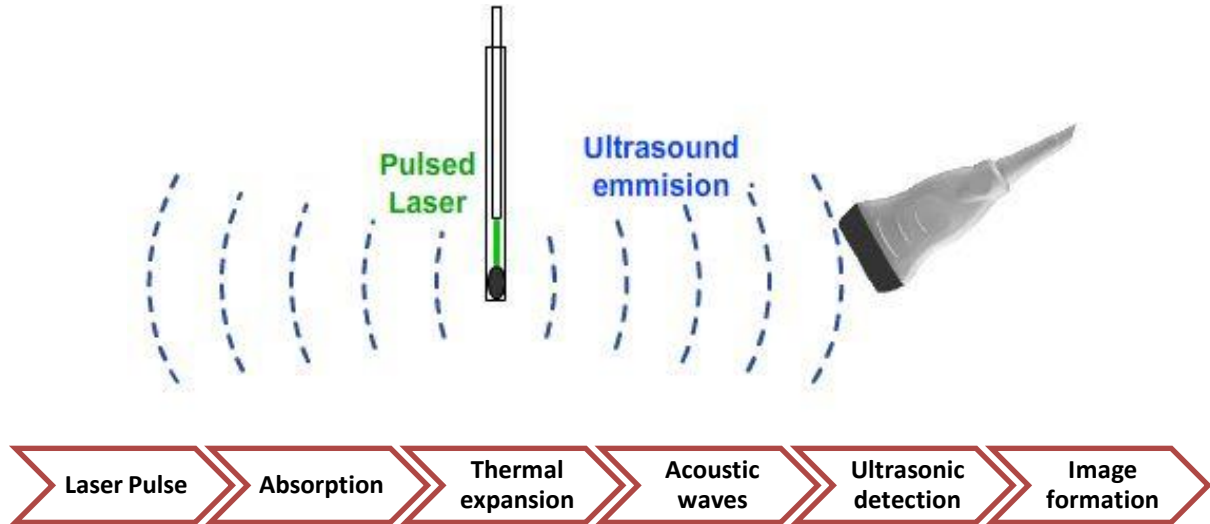 Pulsed
Laser
Ultrasound
emmision
Laser Pulse
Absorption
Thermal
expansion
Acoustic
waves
Ultrasonic
detection
Image
formation